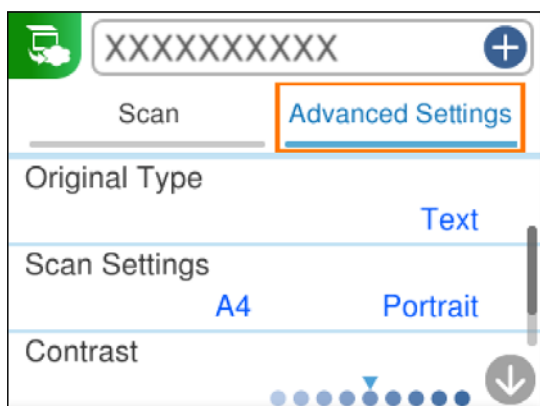 XXXXXXXXXX
Scan Advanced Settings
Original Type
Text
Scan Settings
A4 Portrait
Contrast